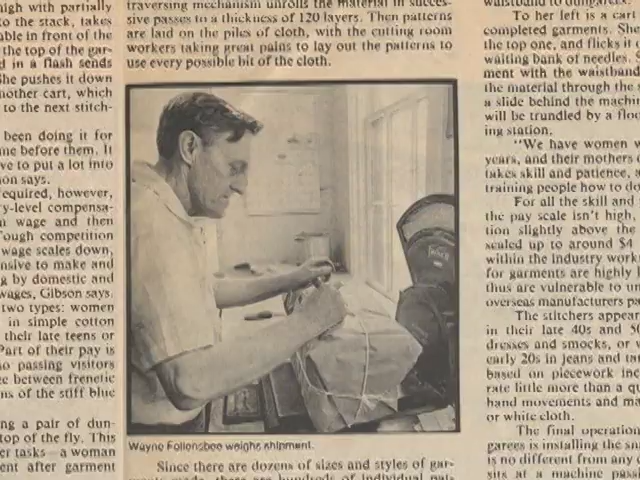 high with partially
to the stack, takes
able in front of the
the top of the gar-
d in a flash sends
She pushes it down
nother cart, which
to the next stitch-
been doing it for
me before them. It
ve to put a lot into
on says.
required, however,
ry-level compensa-
wage and then
Tough competition
wage scales down,
nsive to make and
g by domestic and
wages, Gibson says.
two types: women
in simple cotton
their late teens or
Part of their pay is
no passing visitors
ce between frenetic
ns of the stiff blue
ng a pair of dun-
top of the fly. This
er tasks — a woman
ent after garment
traversing mechanism unrolls the material in succes-
sive passes to a thickness of 120 layers. Then patterns
are laid on the piles of cloth, with the cutting room
workers taking great pains to lay out the patterns to
use every possible bit of the cloth.
Wayne Follansbee weighs shipment.
Since there are dozens of sizes and styles of gar-
ments made, there are hundreds of individual pat-
waistband to dungarees.
To her left is a cart
completed garments. She
the top one, and flicks it
waiting bank of needles. S
ment with the waistband
the material through the s
a slide behind the machin
will be trundled by a floo
ing station.
"We have women w
years, and their mothers
takes skill and patience, a
training people how to do
For all the skill and
the pay scale isn't high,
tion slightly above the
scaled up to around $4
within the industry work
for garments are highly
thus are vulnerable to un
overseas manufacturers pa
The stitchers appear
in their late 40s and 50
dresses and smocks, or w
early 20s in jeans and tan
based on piecework inc
rate little more than a qu
hand movements and ma
or white cloth.
The final operation
garees is installing the sn
is no different from any
sits at a machine pass